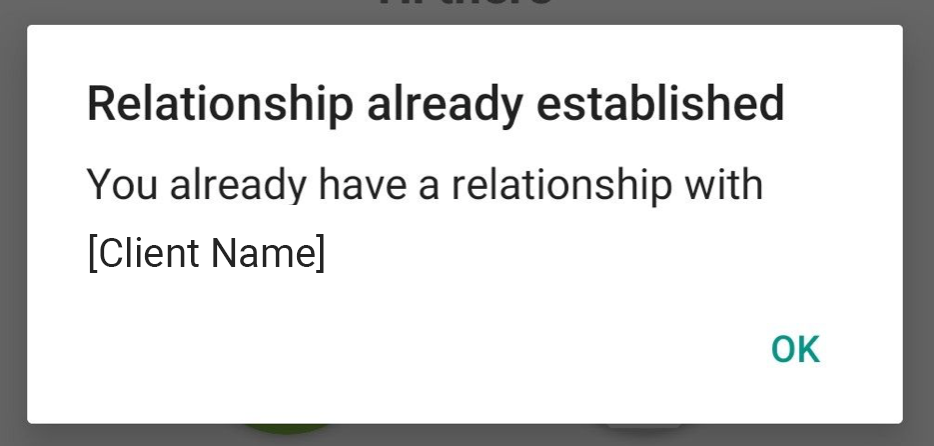 Relationship already established
You already have a relationship with
[Client Name]
OK